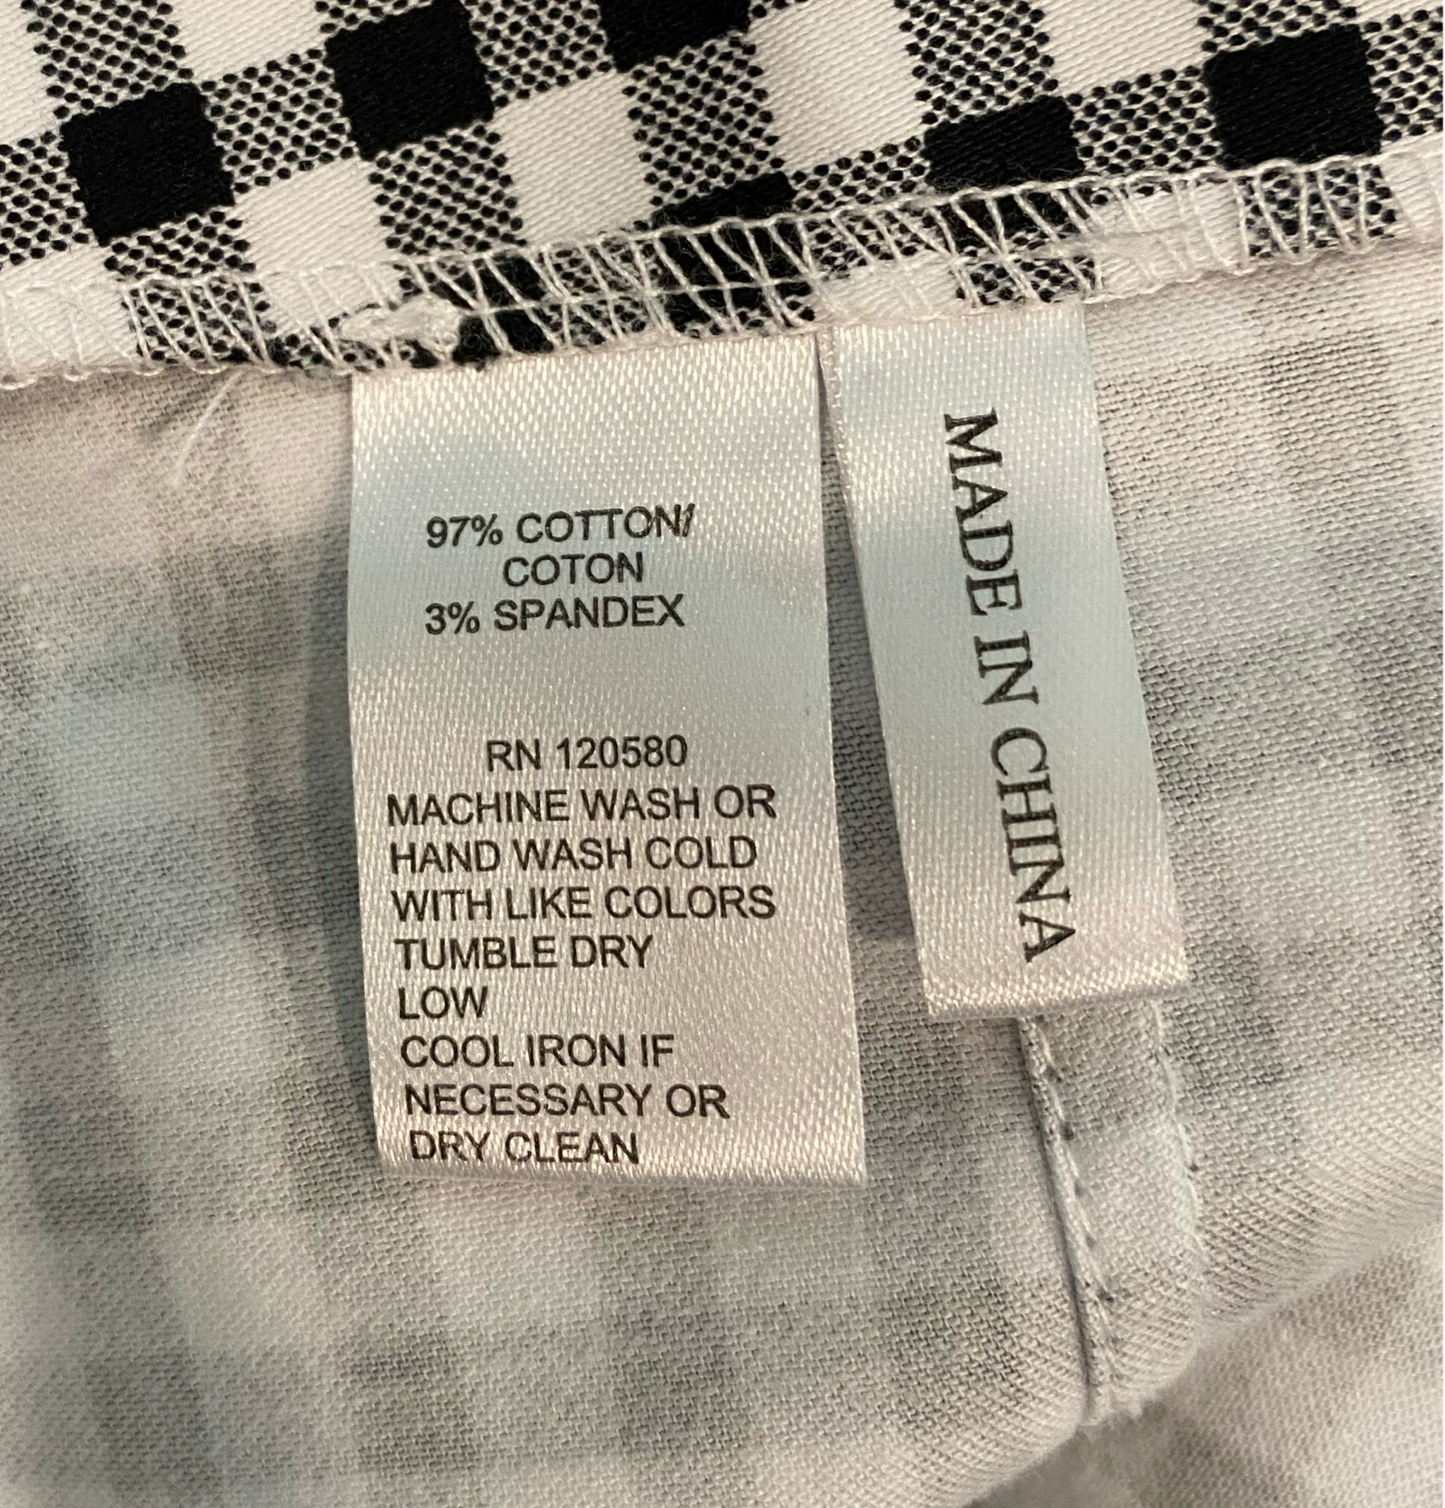 97% COTTON/
COTON
3% SPANDEX
RN 120580
MACHINE WASH OR
HAND WASH COLD
WITH LIKE COLORS
TUMBLE DRY
LOW
COOL IRON IF
NECESSARY OR
DRY CLEAN
MADE IN CHINA